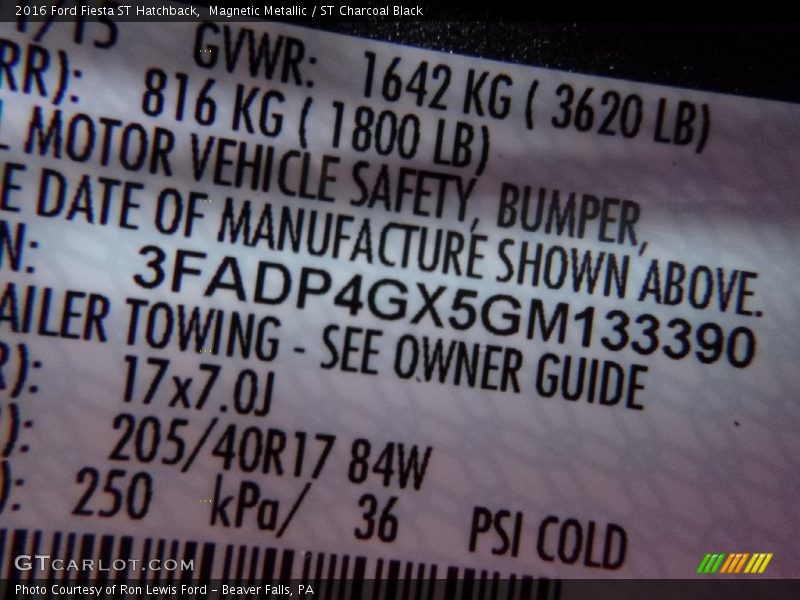 2016 Ford Fiesta ST Hatchback, Magnetic Metallic / ST Charcoal Black
/15 GVWR: 1642 KG ( 3620 LB)
RR): 816 KG ( 1800 LB)
L MOTOR VEHICLE SAFETY, BUMPER,
E DATE OF MANUFACTURE SHOWN ABOVE.
N: 3FADP4GX5GM133390
AILER TOWING - SEE OWNER GUIDE
R): 17x7.0J
): 205/40R17 84W
): 250 kPa/ 36 PSI COLD
GTcarlot.com
Photo Courtesy of Ron Lewis Ford - Beaver Falls, PA